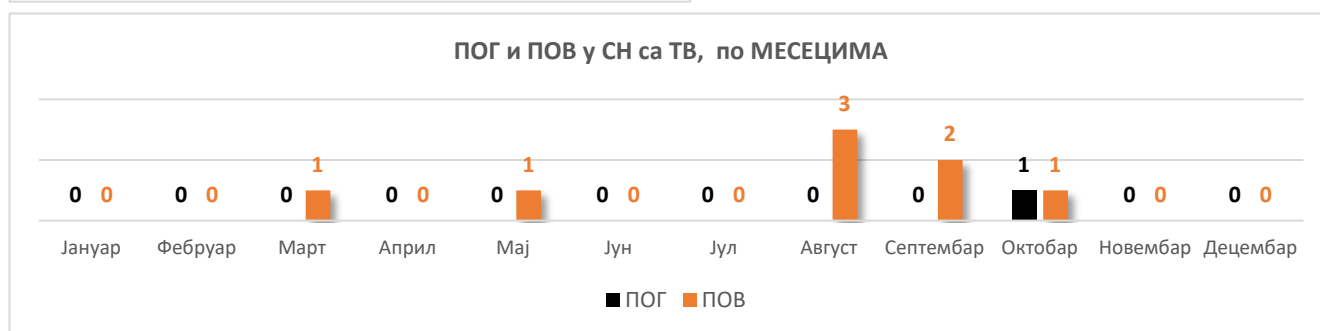 ПОГ и ПОВ у СН са ТВ, по МЕСЕЦИМА
3
2
1 1 1 1
0 0 0 0 0 0 0 0 0 0 0 0 0 0 0 0 0 0
Јануар Фебруар Март Април Мај Јун Јул Август Септембар Октобар Новембар Децембар
ПОГ ПОВ